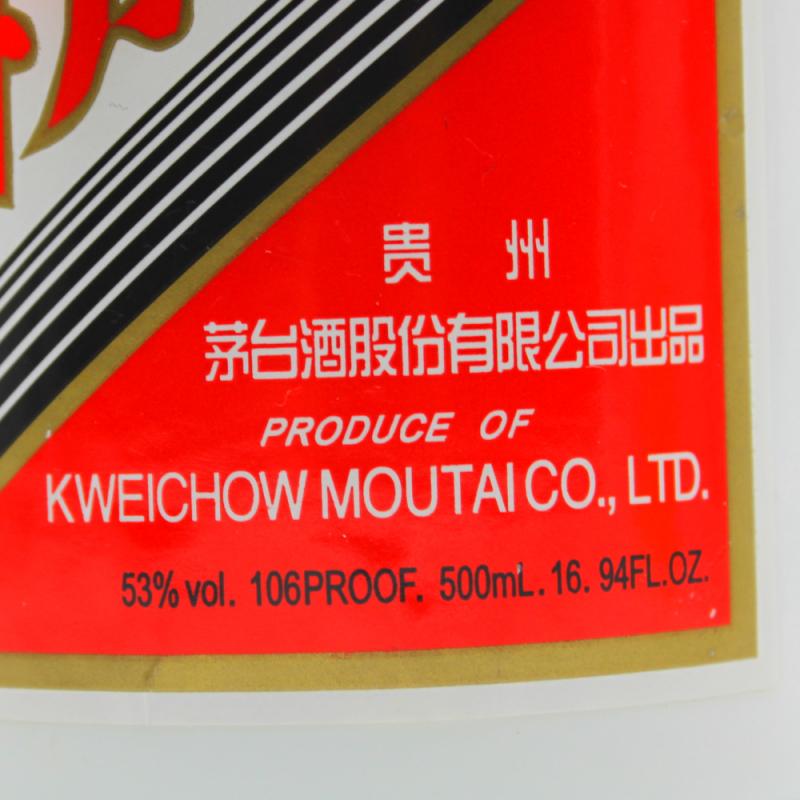 贵 州
茅台酒股份有限公司出品
PRODUCE OF
KWEICHOW MOUTAI CO., LTD.
53% vol. 106PROOF. 500mL. 16. 94FL.OZ.